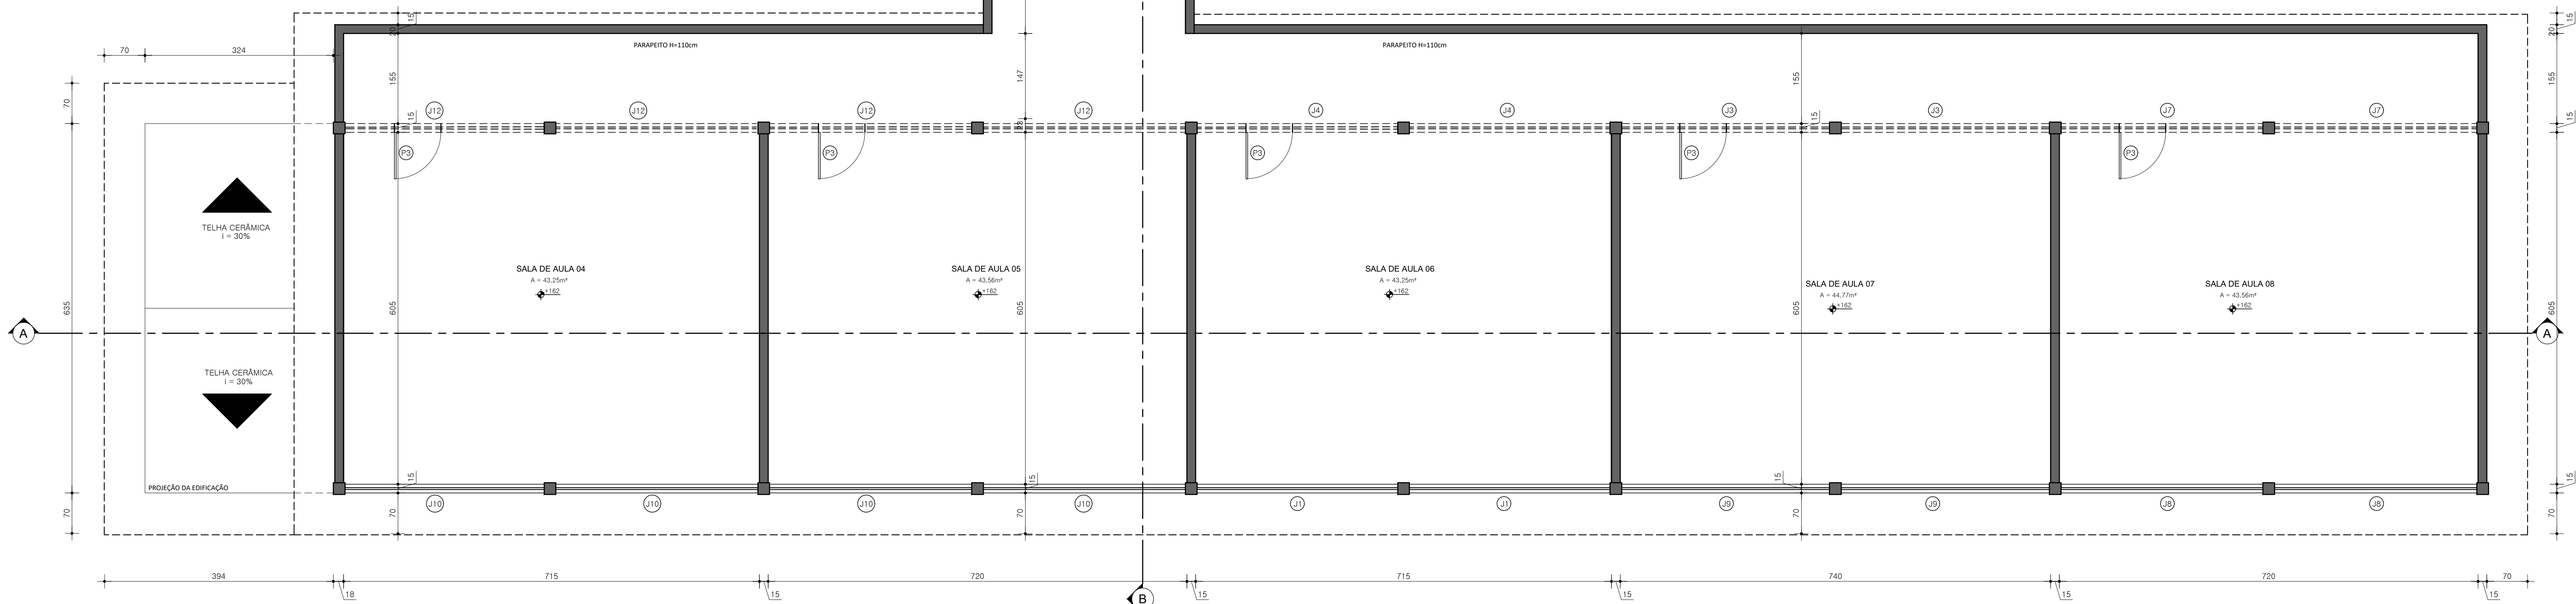 15
20
15
20
PARAPEITO H=110cm
PARAPEITO H=110cm
70
324
155
147
155
155
70
J12
J12
J12
J12
J4
J4
J3
J3
J7
J7
15
15
15
23
P3
P3
P3
P3
P3
TELHA CERÂMICA
i = 30%
SALA DE AULA 04
A = 43,25m²
+162
SALA DE AULA 05
A = 43,56m²
+162
SALA DE AULA 06
A = 43,25m²
+162
SALA DE AULA 07
A = 44,77m²
+162
SALA DE AULA 08
A = 43,56m²
+162
635
605
605
605
605
A
A
TELHA CERÂMICA
i = 30%
PROJEÇÃO DA EDIFICAÇÃO
15
15
15
15
J10
J10
J10
J10
J1
J1
J9
J9
J8
J8
70
70
70
70
70
394
715
720
715
740
720
70
18
15
B
15
15
15
15